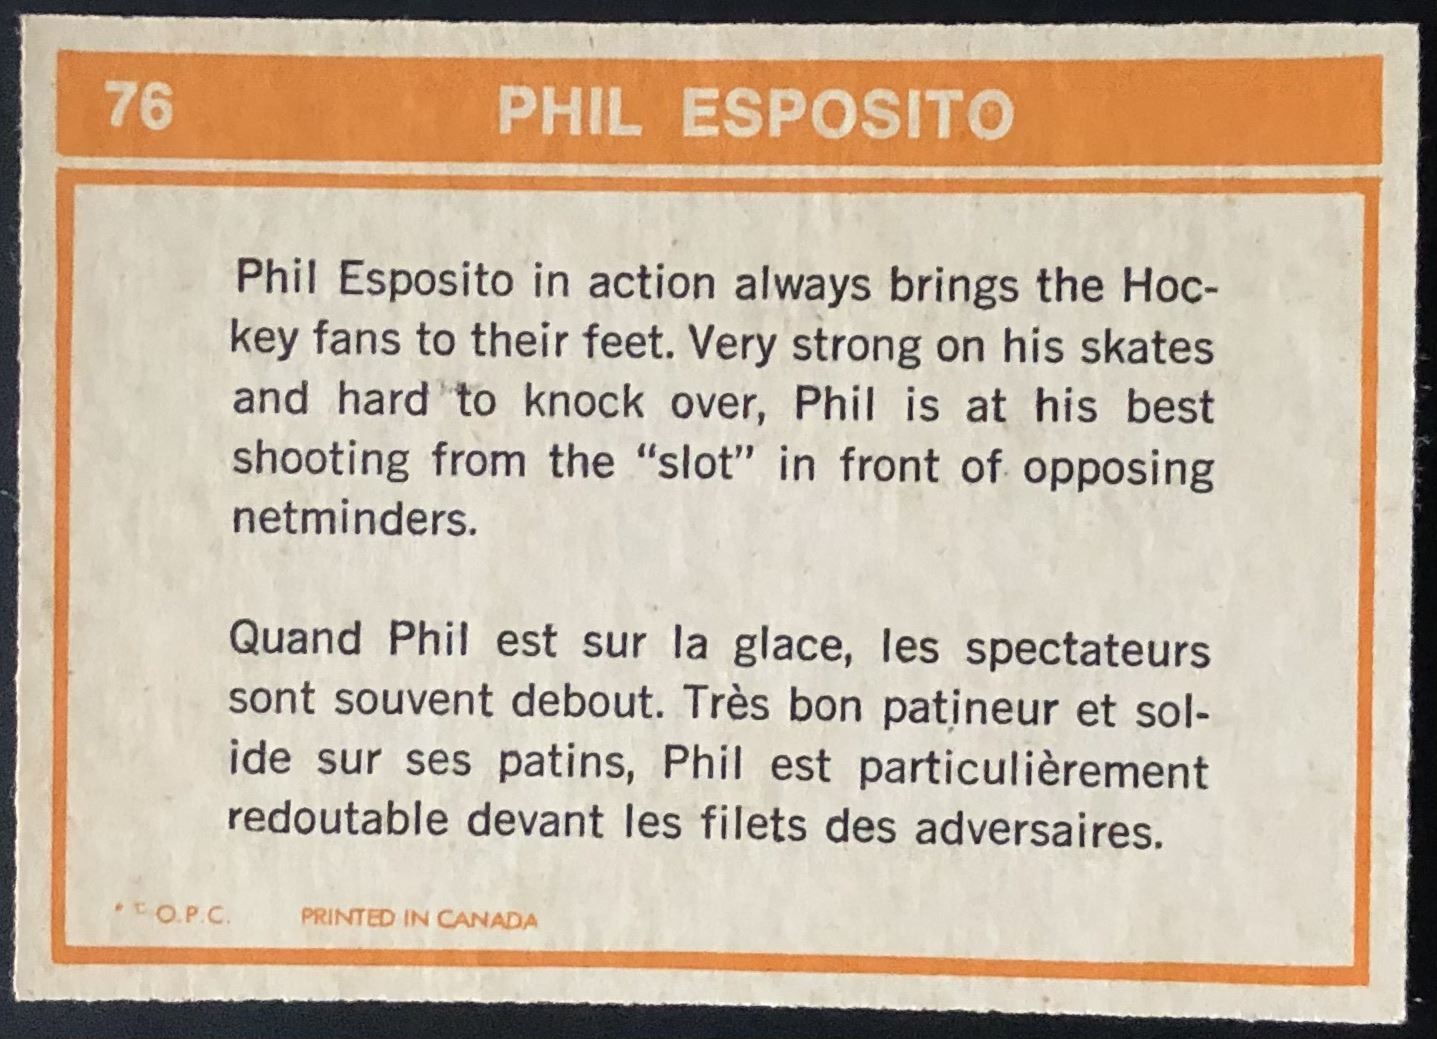 76 PHIL ESPOSITO
Phil Esposito in action always brings the Hoc-
key fans to their feet. Very strong on his skates
and hard to knock over, Phil is at his best
shooting from the “slot” in front of opposing
netminders.
Quand Phil est sur la glace, les spectateurs
sont souvent debout. Très bon patineur et sol-
ide sur ses patins, Phil est particulièrement
redoutable devant les filets des adversaires.
O.P.C. PRINTED IN CANADA